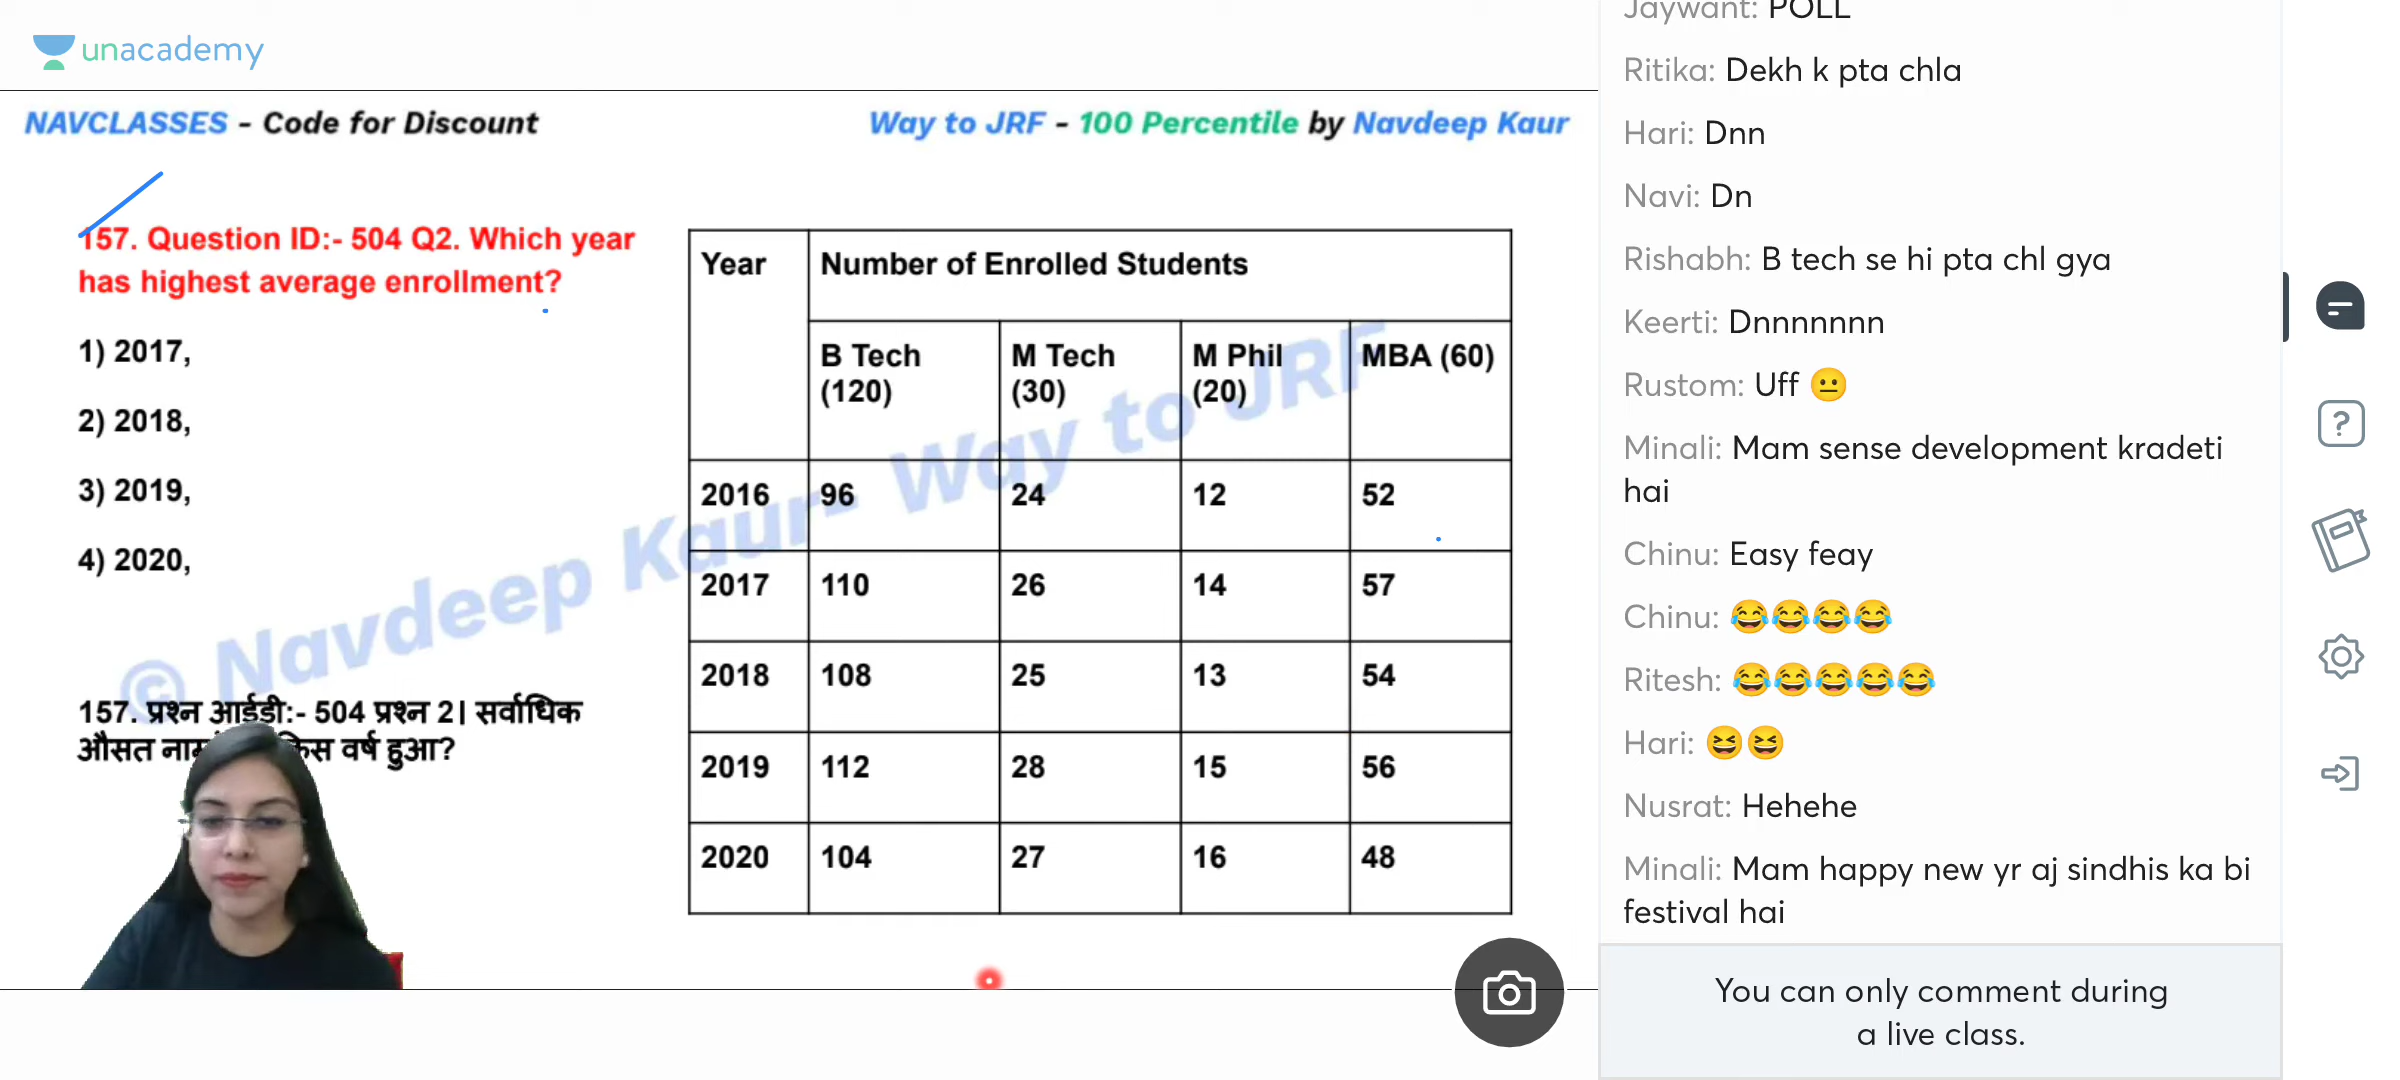 unacademy
NAVCLASSES - Code for Discount
Way to JRF - 100 Percentile by Navdeep Kaur
157. Question ID:- 504 Q2. Which year
has highest average enrollment?
1) 2017,
2) 2018,
3) 2019,
4) 2020,
157. प्रश्न आईडी:- 504 प्रश्न 2| सर्वाधिक
औसत वर्ष हुआ?
Year Number of Enrolled Students
B Tech (120) M Tech (30) M Phil (20) MBA (60)
2016 96 24 12 52
2017 110 26 14 57
2018 108 25 13 54
2019 112 28 15 56
2020 104 27 16 48
© Navdeep Kaur- Way to JRF
Jaywant: POLL
Ritika: Dekh k pta chla
Hari: Dnn
Navi: Dn
Rishabh: B tech se hi pta chl gya
Keerti: Dnnnnnnn
Rustom: Uff 😐
Minali: Mam sense development kradeti
hai
Chinu: Easy feay
Chinu: 😂😂😂😂
Ritesh: 😂😂😂😂😂
Hari: 😆😆
Nusrat: Hehehe
Minali: Mam happy new yr aj sindhis ka bi
festival hai
You can only comment during
a live class.